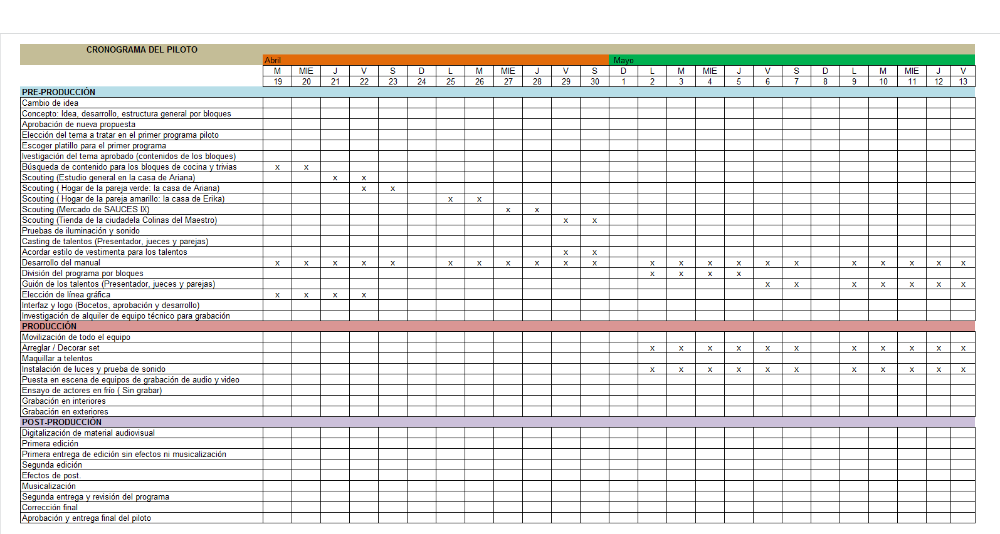 CRONOGRAMA DEL PILOTO
Abril Mayo
M MIE J V S D L M MIE J V S D L M MIE J V S D L M MIE J V
19 20 21 22 23 24 25 26 27 28 29 30 1 2 3 4 5 6 7 8 9 10 11 12 13
PRE-PRODUCCIÓN
Cambio de idea
Concepto: Idea, desarrollo, estructura general por bloques
Aprobación de nueva propuesta
Elección del tema a tratar en el primer programa piloto
Escoger platillo para el primer programa
Ivestigación del tema aprobado (contenidos de los bloques)
Búsqueda de contenido para los bloques de cocina y trivias x x
Scouting (Estudio general en la casa de Ariana) x x
Scouting ( Hogar de la pareja verde: la casa de Ariana) x x
Scouting ( Hogar de la pareja amarillo: la casa de Erika) x x
Scouting (Mercado de SAUCES IX) x x
Scouting (Tienda de la ciudadela Colinas del Maestro) x x
Pruebas de iluminación y sonido
Casting de talentos (Presentador, jueces y parejas)
Acordar estilo de vestimenta para los talentos x x
Desarrollo del manual x x x x x x x x x x x x x x x x x x x x x x
División del programa por bloques x x x x
Guión de los talentos (Presentador, jueces y parejas) x x x x x x x
Elección de línea gráfica x x x x
Interfaz y logo (Bocetos, aprobación y desarrollo)
Investigación de alquiler de equipo técnico para grabación
PRODUCCIÓN
Movilización de todo el equipo
Arreglar / Decorar set x x x x x x x x x x x
Maquillar a telentos
Instalación de luces y prueba de sonido x x x x x x x x x x x
Puesta en escena de equipos de grabación de audio y video
Ensayo de actores en frío ( Sin grabar)
Grabación en interiores
Grabación en exteriores
POST-PRODUCCIÓN
Digitalización de material audiovisual
Primera edición
Primera entrega de edición sin efectos ni musicalización
Segunda edición
Efectos de post.
Musicalización
Segunda entrega y revisión del programa
Corrección final
Aprobación y entrega final del piloto